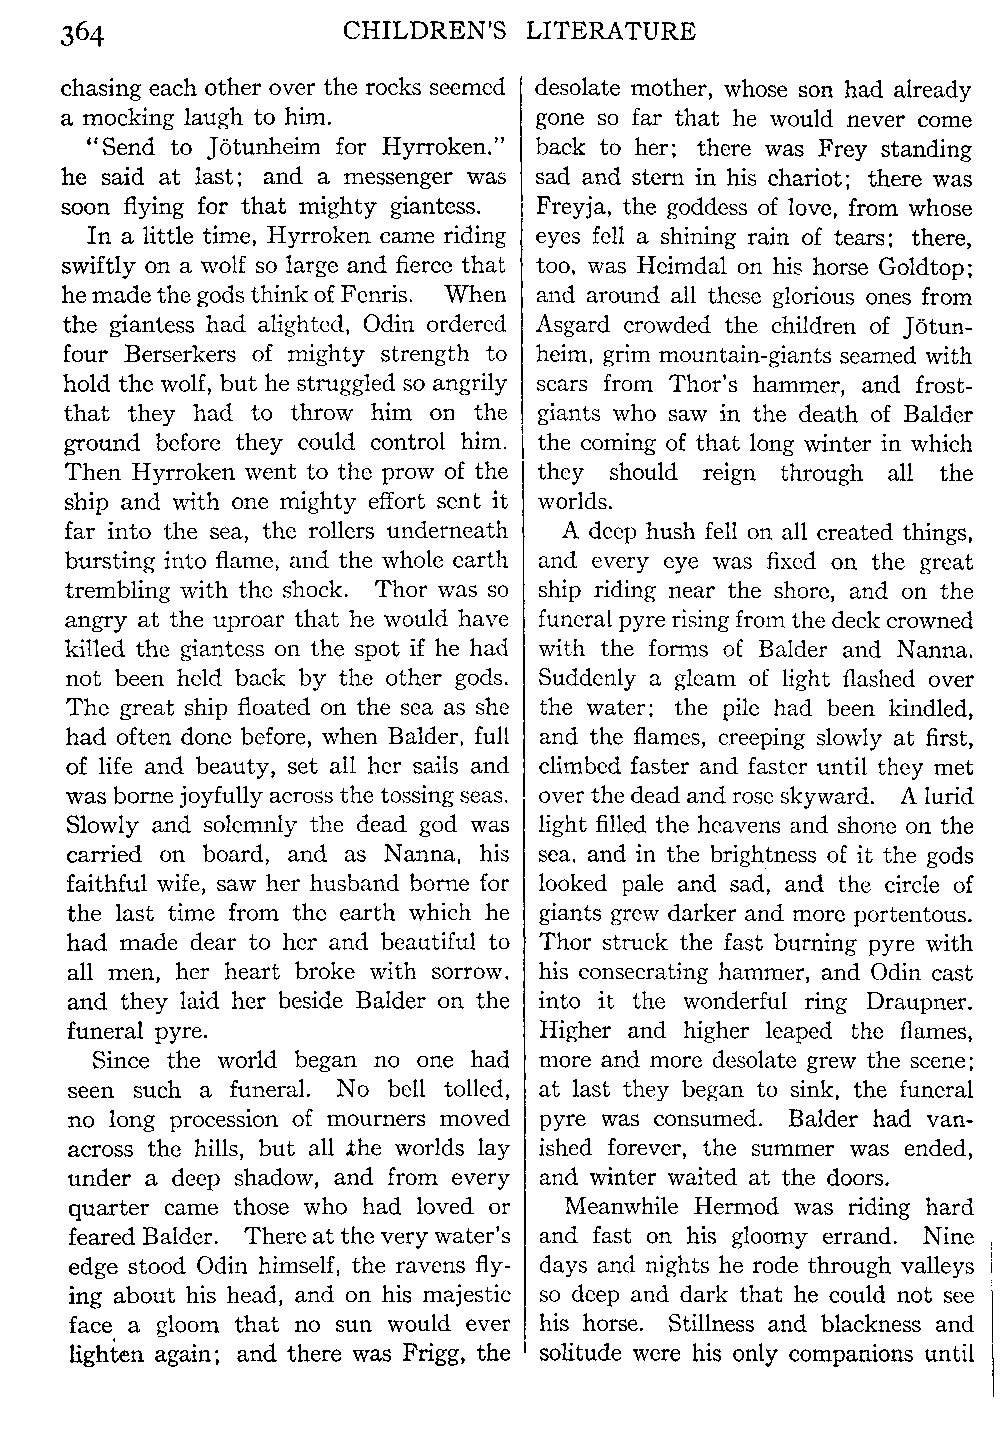 364
CHILDREN'S LITERATURE
chasing each other over the rocks seemed
a mocking laugh to him.
"Send to Jötunheim for Hyrroken."
he said at last; and a messenger was
soon flying for that mighty giantess.
In a little time, Hyrroken came riding
swiftly on a wolf so large and fierce that
he made the gods think of Fenris. When
the giantess had alighted, Odin ordered
four Berserkers of mighty strength to
hold the wolf, but he struggled so angrily
that they had to throw him on the
ground before they could control him.
Then Hyrroken went to the prow of the
ship and with one mighty effort sent it
far into the sea, the rollers underneath
bursting into flame, and the whole earth
trembling with the shock. Thor was so
angry at the uproar that he would have
killed the giantess on the spot if he had
not been held back by the other gods.
The great ship floated on the sea as she
had often done before, when Balder, full
of life and beauty, set all her sails and
was borne joyfully across the tossing seas.
Slowly and solemnly the dead god was
carried on board, and as Nanna, his
faithful wife, saw her husband borne for
the last time from the earth which he
had made dear to her and beautiful to
all men, her heart broke with sorrow,
and they laid her beside Balder on the
funeral pyre.
Since the world began no one had
seen such a funeral. No bell tolled,
no long procession of mourners moved
across the hills, but all the worlds lay
under a deep shadow, and from every
quarter came those who had loved or
feared Balder. There at the very water's
edge stood Odin himself, the ravens fly-
ing about his head, and on his majestic
face a gloom that no sun would ever
lighten again; and there was Frigg, the
desolate mother, whose son had already
gone so far that he would never come
back to her; there was Frey standing
sad and stern in his chariot; there was
Freyja, the goddess of love, from whose
eyes fell a shining rain of tears; there,
too, was Heimdal on his horse Goldtop;
and around all these glorious ones from
Asgard crowded the children of Jötun-
heim, grim mountain-giants seamed with
scars from Thor's hammer, and frost-
giants who saw in the death of Balder
the coming of that long winter in which
they should reign through all the
worlds.
A deep hush fell on all created things,
and every eye was fixed on the great
ship riding near the shore, and on the
funeral pyre rising from the deck crowned
with the forms of Balder and Nanna.
Suddenly a gleam of light flashed over
the water; the pile had been kindled,
and the flames, creeping slowly at first,
climbed faster and faster until they met
over the dead and rose skyward. A lurid
light filled the heavens and shone on the
sea, and in the brightness of it the gods
looked pale and sad, and the circle of
giants grew darker and more portentous.
Thor struck the fast burning pyre with
his consecrating hammer, and Odin cast
into it the wonderful ring Draupner.
Higher and higher leaped the flames,
more and more desolate grew the scene;
at last they began to sink, the funeral
pyre was consumed. Balder had van-
ished forever, the summer was ended,
and winter waited at the doors.
Meanwhile Hermod was riding hard
and fast on his gloomy errand. Nine
days and nights he rode through valleys
so deep and dark that he could not see
his horse. Stillness and blackness and
solitude were his only companions until